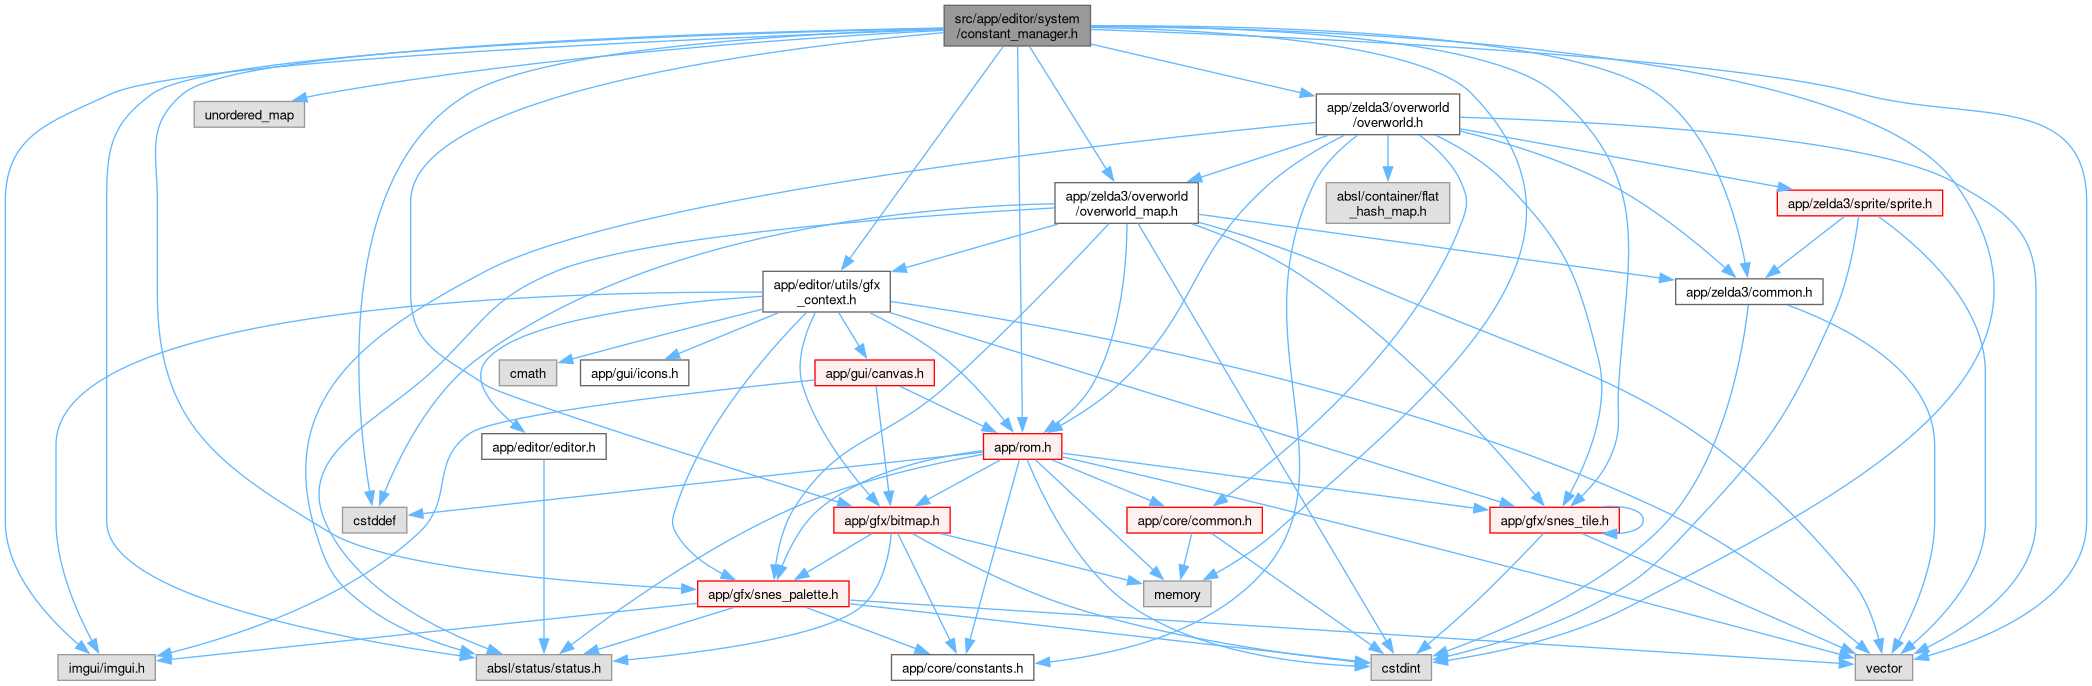 src/app/editor/system
/constant_manager.h
unordered_map
app/zelda3/overworld
/overworld.h
app/zelda3/overworld
/overworld_map.h
absl/container/flat
_hash_map.h
app/zelda3/sprite/sprite.h
app/editor/utils/gfx
_context.h
app/zelda3/common.h
cmath
app/gui/icons.h
app/gui/canvas.h
app/editor/editor.h
app/rom.h
cstddef
app/gfx/bitmap.h
app/core/common.h
app/gfx/snes_tile.h
app/gfx/snes_palette.h
memory
imgui/imgui.h
absl/status/status.h
app/core/constants.h
cstdint
vector